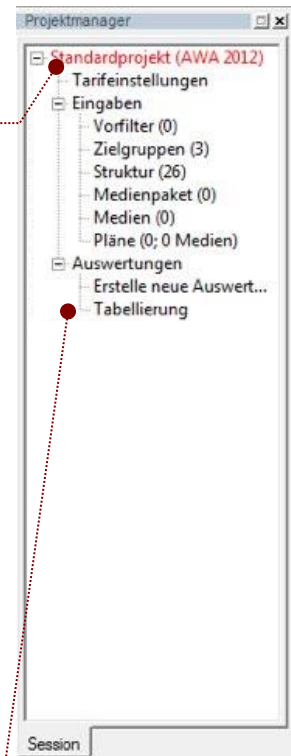 Projektmanager
Standardprojekt (AWA 2012)
Tarifeinstellungen
Eingaben
Vorfilter (0)
Zielgruppen (3)
Struktur (26)
Medienpaket (0)
Medien (0)
Pläne (0; 0 Medien)
Auswertungen
Erstelle neue Auswert...
Tabellierung
Session